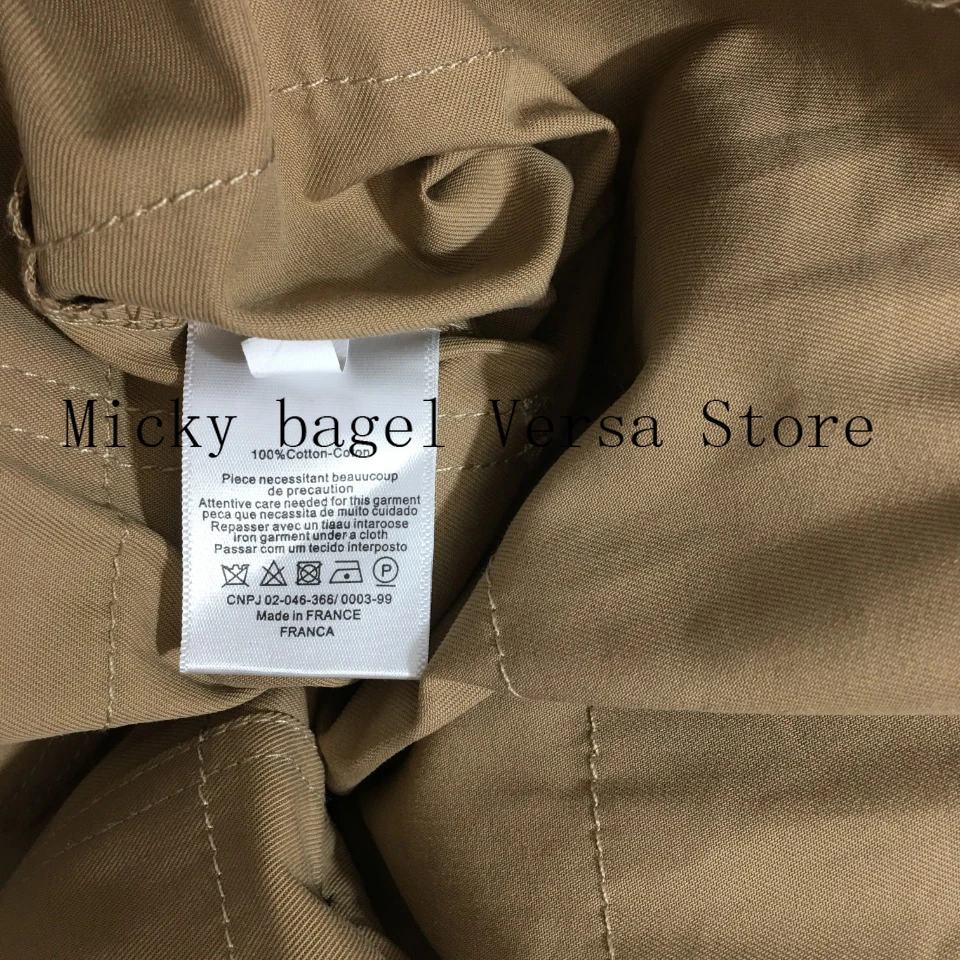 Micky bagel Versa Store
100%Cotton-Coton
Piece necessitant beauucoup
de precaution
Attentive care needed for this garment
peca que necassita de muito cuidado
Repasser avec un tiaau intaroose
iron garment under a cloth
Passar com um tecido interposto
P
CNPJ 02-046-366/ 0003-99
Made in FRANCE
FRANCA